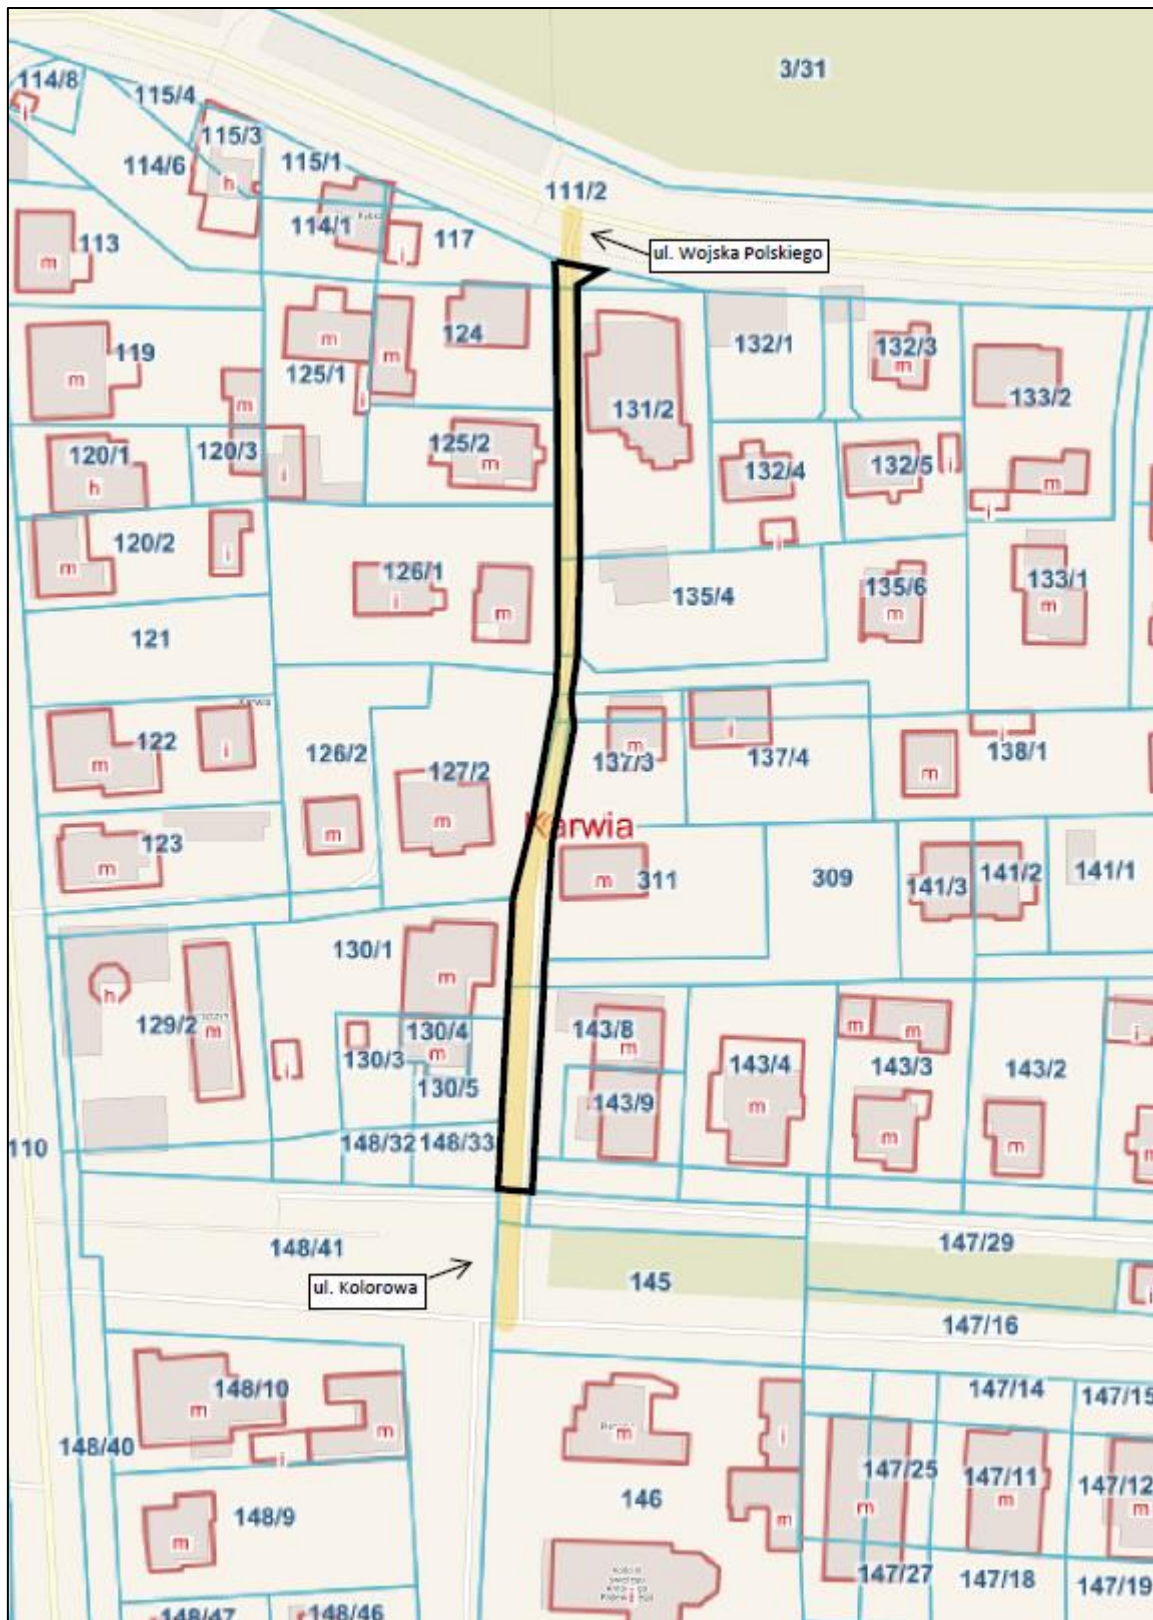 3/31
114/8
115/4
i
115/3
115/1
114/6
h
111/2
114/1
117
i
ul. Wojska Polskiego
113
m
124
132/1
132/3
m
119
m
m
m
125/1
i
131/2
133/2
m
120/1
120/3
125/2
m
132/4
132/5
i
h
i
m
i
120/2
i
i
m
126/1
i
m
135/4
135/6
m
133/1
m
121
122
m
i
126/2
127/2
m
m
137/3
i
137/4
i
138/1
m
m
Karwia
123
m
311
m
309
141/3
141/2
141/1
130/1
m
h
129/2
m
130/4
m
130/3
i
130/5
143/8
m
m
m
143/4
m
143/3
m
143/2
m
i
143/9
110
148/32
148/33
m
148/41
147/29
ul. Kolorowa
145
i
147/16
148/10
m
m
i
148/40
147/14
147/15
m
i
147/25
147/11
147/12
m
m
m
146
m
148/9
m
147/27
147/18
147/19
i
148/47
148/46